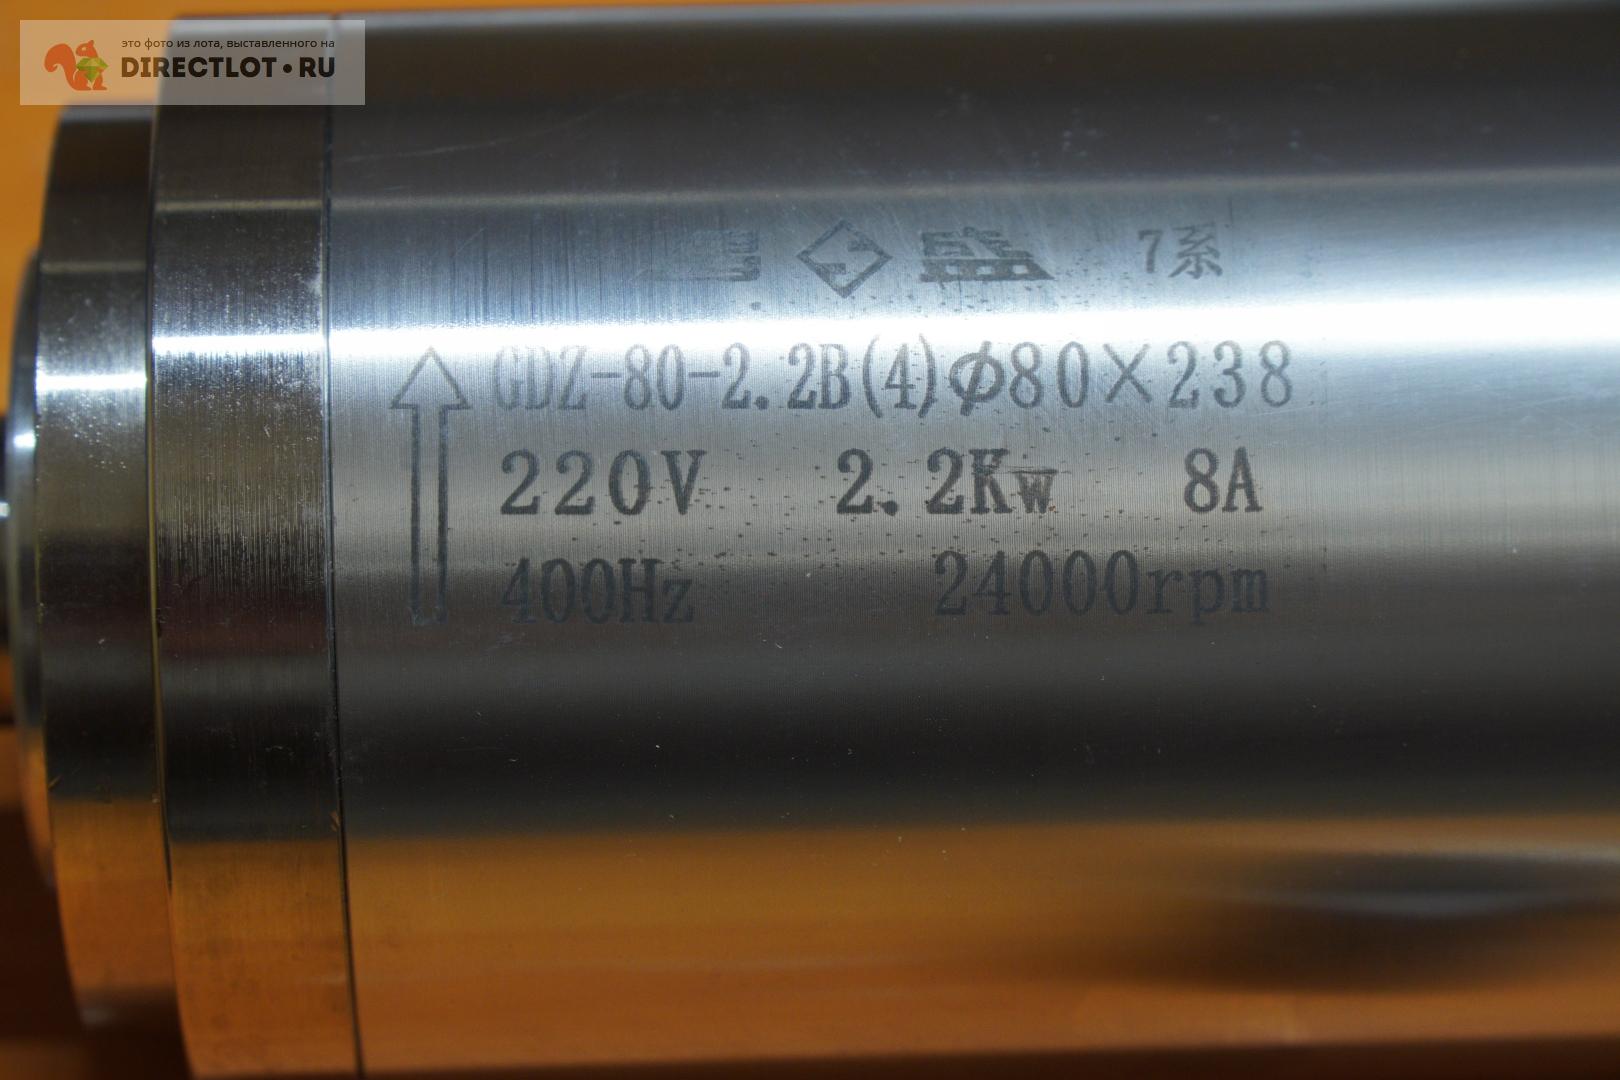 это фото из лота, выставленного на
DIRECTLOT•RU
盛 7系
GDZ-80-2.2B(4)ϕ80×238
220V 2.2Kw 8A
400Hz 24000rpm